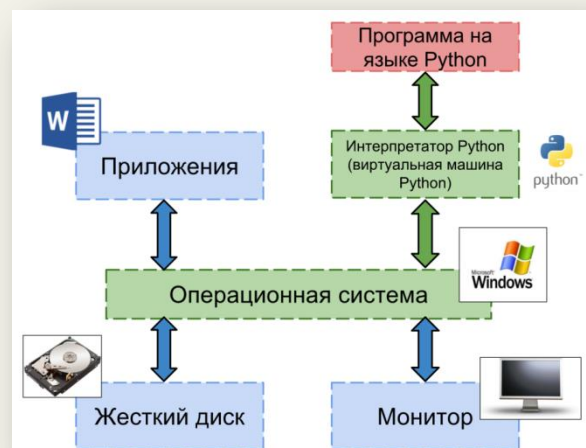 Программа на
языке Python
W
Приложения
Интерпретатор Python
(виртуальная машина
Python)
python
Microsoft
Windows
Операционная система
Жесткий диск
Монитор